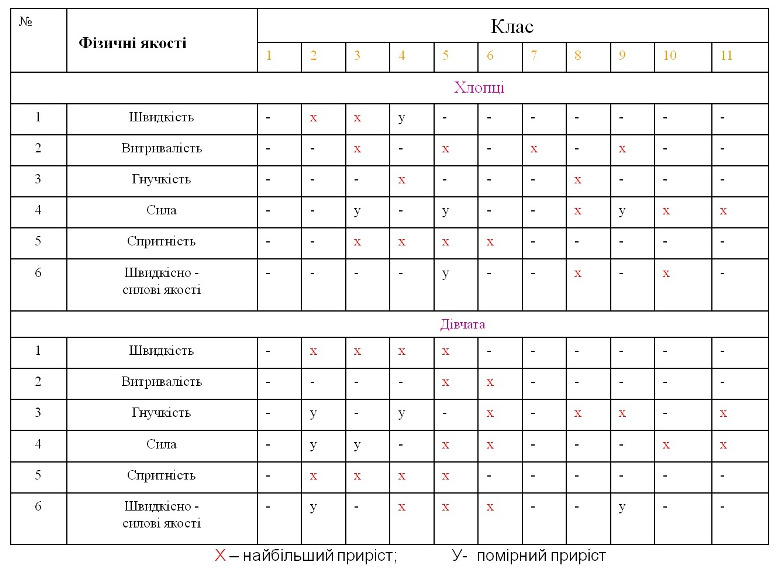 № Фізичні якості Клас
1 2 3 4 5 6 7 8 9 10 11
Хлопці
1 Швидкість - х х у - - - - - - -
2 Витривалість - - х - х - х - х - -
3 Гнучкість - - - х - - - х - - -
4 Сила - - у - у - - х у х х
5 Спритність - - х х х х - - - - -
6 Швидкісно - - - - - у - - х - х -
силові якості
Дівчата
1 Швидкість - х х х х - - - - - -
2 Витривалість - - - - х х - - - - -
3 Гнучкість - у - у - х - х х - х
4 Сила - у у - х х - - - х х
5 Спритність - х х х х - - - - - -
6 Швидкісно - - у - х х х - - у - -
силові якості
Х – найбільший приріст; У- помірний приріст